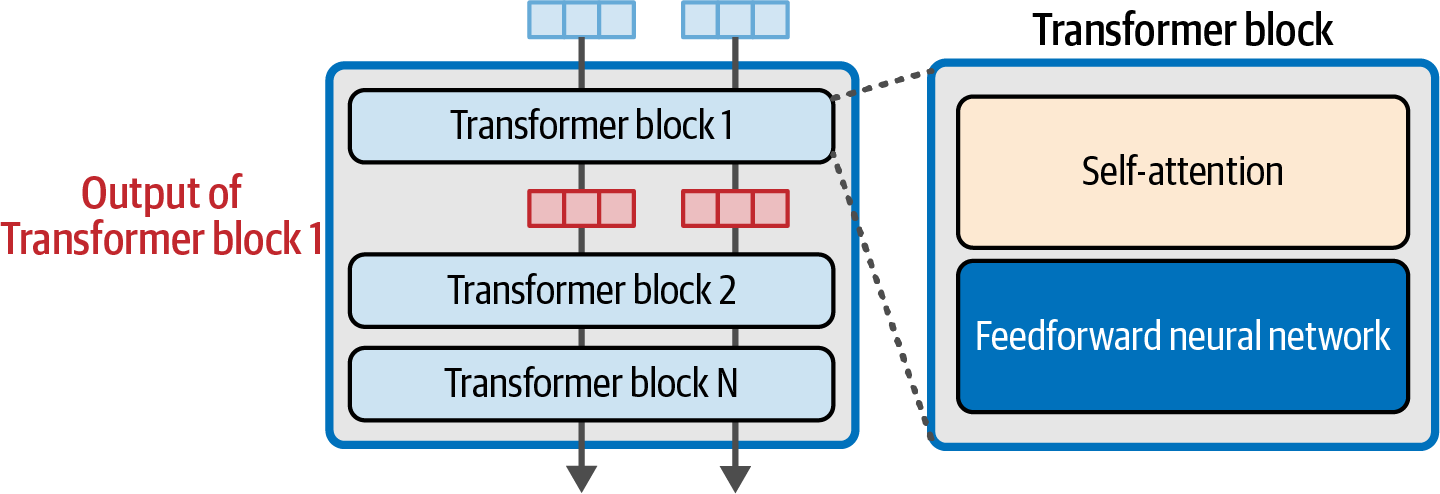 Transformer block
Transformer block 1
Self-attention
Output of
Transformer block 1
Transformer block 2
Feedforward neural network
Transformer block N